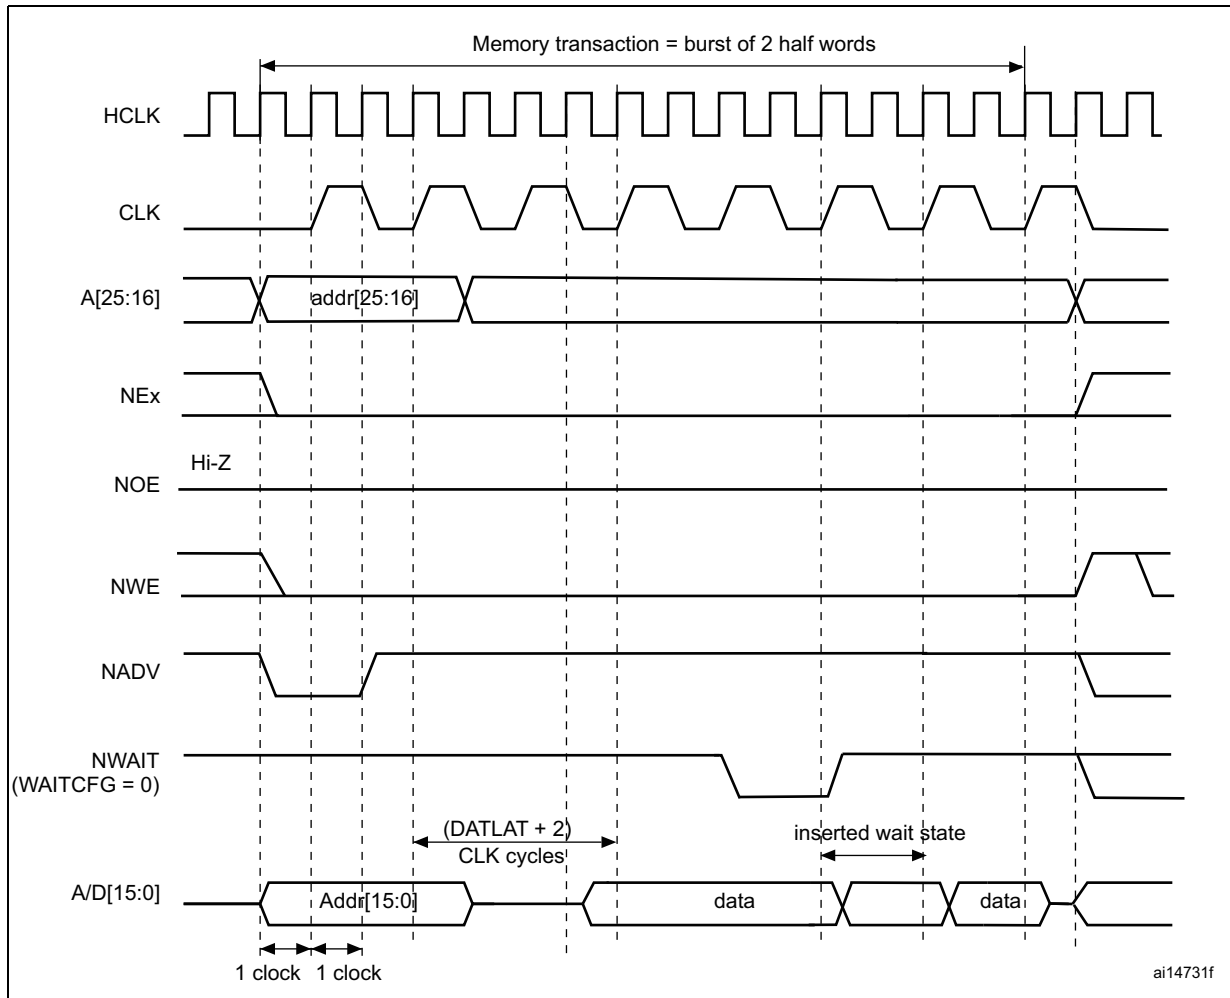 Memory transaction = burst of 2 half words
HCLK
CLK
A[25:16]
addr[25:16]
NEx
Hi-Z
NOE
NWE
NADV
NWAIT
(WAITCFG = 0)
(DATLAT + 2)
CLK cycles
inserted wait state
A/D[15:0]
Addr[15:0]
data
data
1 clock
1 clock
ai14731f